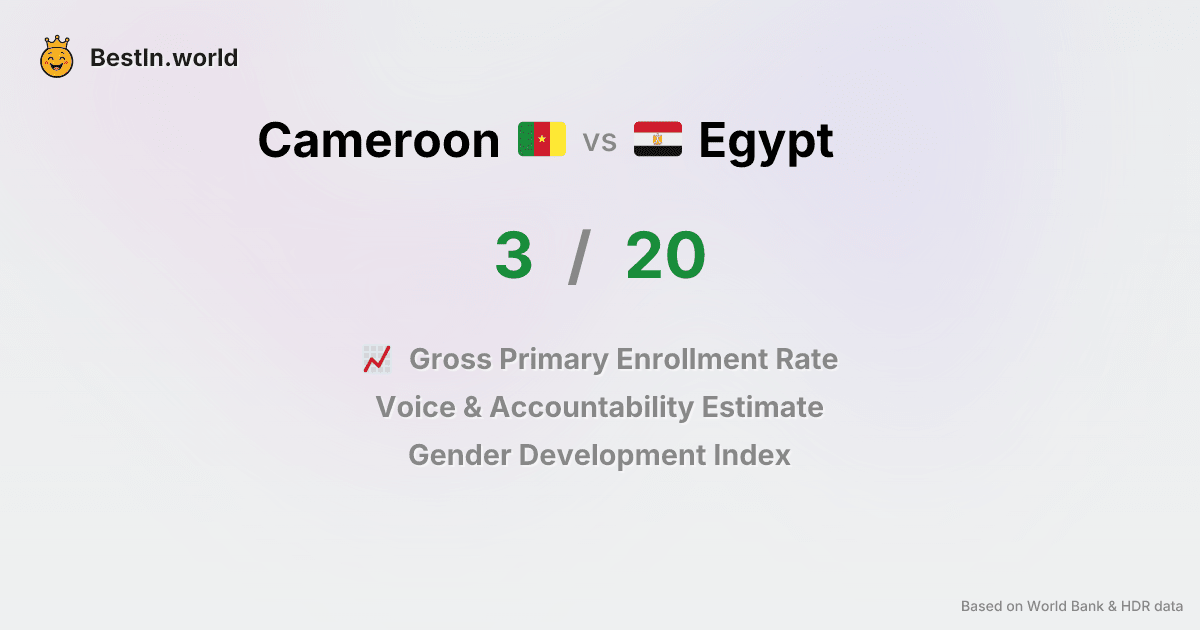 BestIn.world
Cameroon vs Egypt
3 / 20
Gross Primary Enrollment Rate
Voice & Accountability Estimate
Gender Development Index
Based on World Bank & HDR data